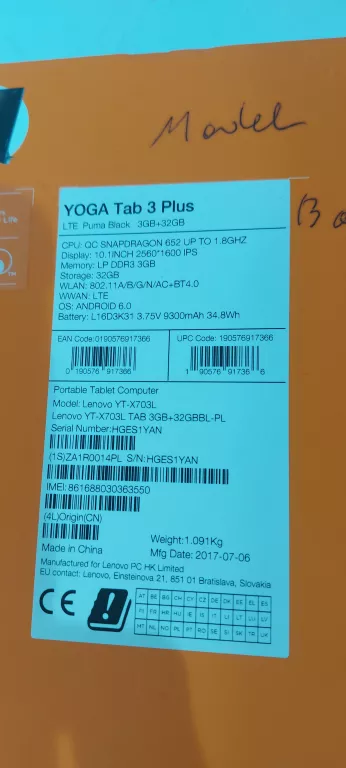 Model
YOGA Tab 3 Plus
LTE Puma Black 3GB+32GB
CPU: QC SNAPDRAGON 652 UP TO 1.8GHZ
Display: 10.1INCH 2560*1600 IPS
Memory: LP DDR3 3GB
Storage: 32GB
WLAN: 802.11A/B/G/N/AC+BT4.0
WWAN: LTE
OS: ANDROID 6.0
Battery: L16D3K31 3.75V 9300mAh 34.8Wh
EAN Code:0190576917366
0 190576 917366
UPC Code: 190576917366
1 90576 91736 6
Portable Tablet Computer
Model: Lenovo YT-X703L
Lenovo YT-X703L TAB 3GB+32GBBL-PL
Serial Number:HGES1YAN
(1S)ZA1R0014PL S/N:HGES1YAN
IMEI: 861688030363550
(4L)Origin(CN)
Made in China
Weight:1.091Kg
Mfg Date: 2017-07-06
Manufactured for Lenovo PC HK Limited
EU contact: Lenovo, Einsteinova 21, 851 01 Bratislava, Slovakia
CE
AT BE BG CH CY CZ DE DK EE EL ES
FI FR HR HU IE IS IT LI LT LU LV
MT NL NO PL PT RO SE SI SK TR UK